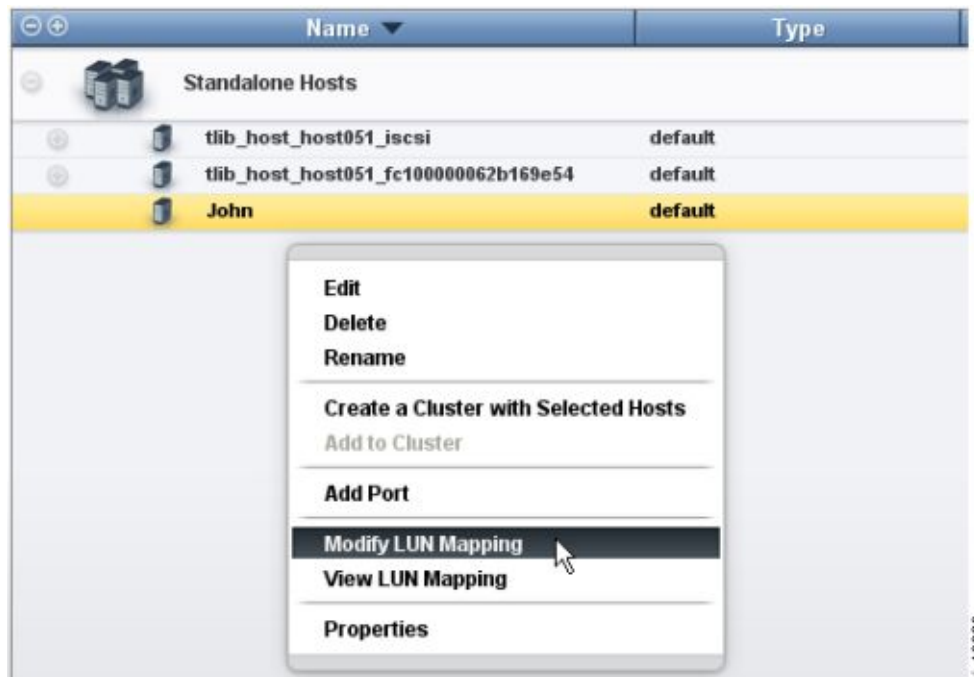 Name Type
Standalone Hosts
tlib_host_host051_iscsi default
tlib_host_host051_fc100000062b169e54 default
John default
Edit
Delete
Rename
Create a Cluster with Selected Hosts
Add to Cluster
Add Port
Modify LUN Mapping
View LUN Mapping
Properties